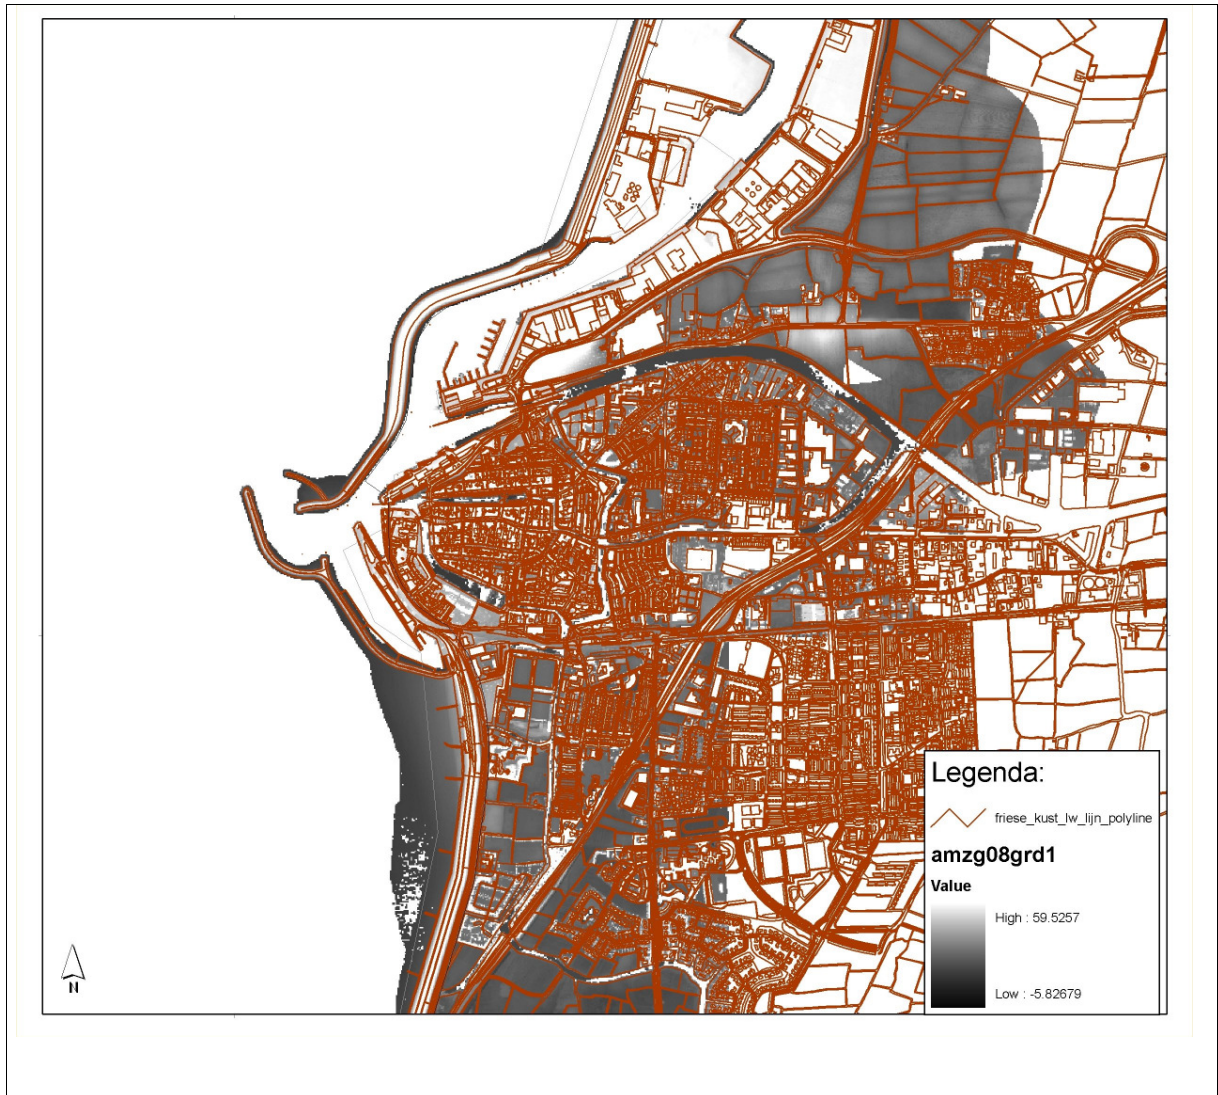 Legenda:
friese_kust_lw_lijn_polyline
amzg08grd1
Value
High : 59.5257
Low : -5.82679
N